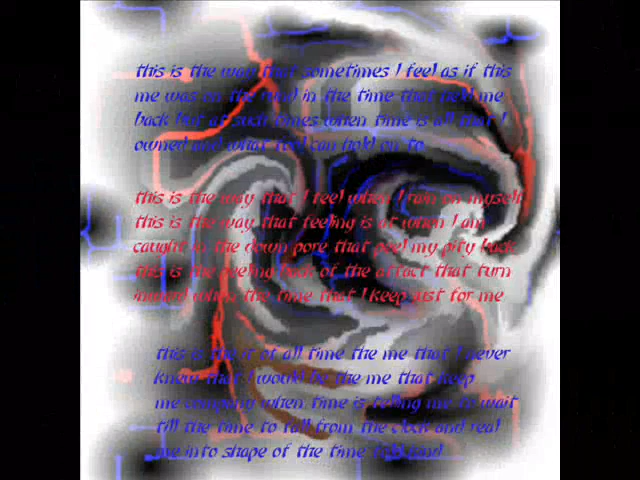 this is the way that sometimes I feel as if this
me was on the in the time that held me
back but at such times when time is all that I
owned and what fool can hold on to
this is the way that I feel when I rain on myself
this is the way that feeling is at when I am
caught in the down pore that peel my pity back
this is the back of the that turn
inward when the time that I keep just for me
this is the it of all time the me that I never
knew that I would be the me that keep
me company when time is telling me to wait
till the time to fall from the clock and real
me into shape of the time